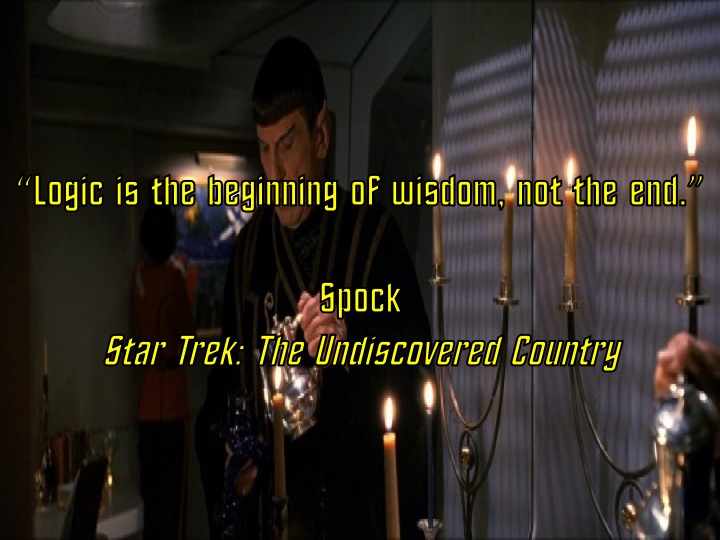 “Logic is the beginning of wisdom, not the end.”
Spock
Star Trek: The Undiscovered Country